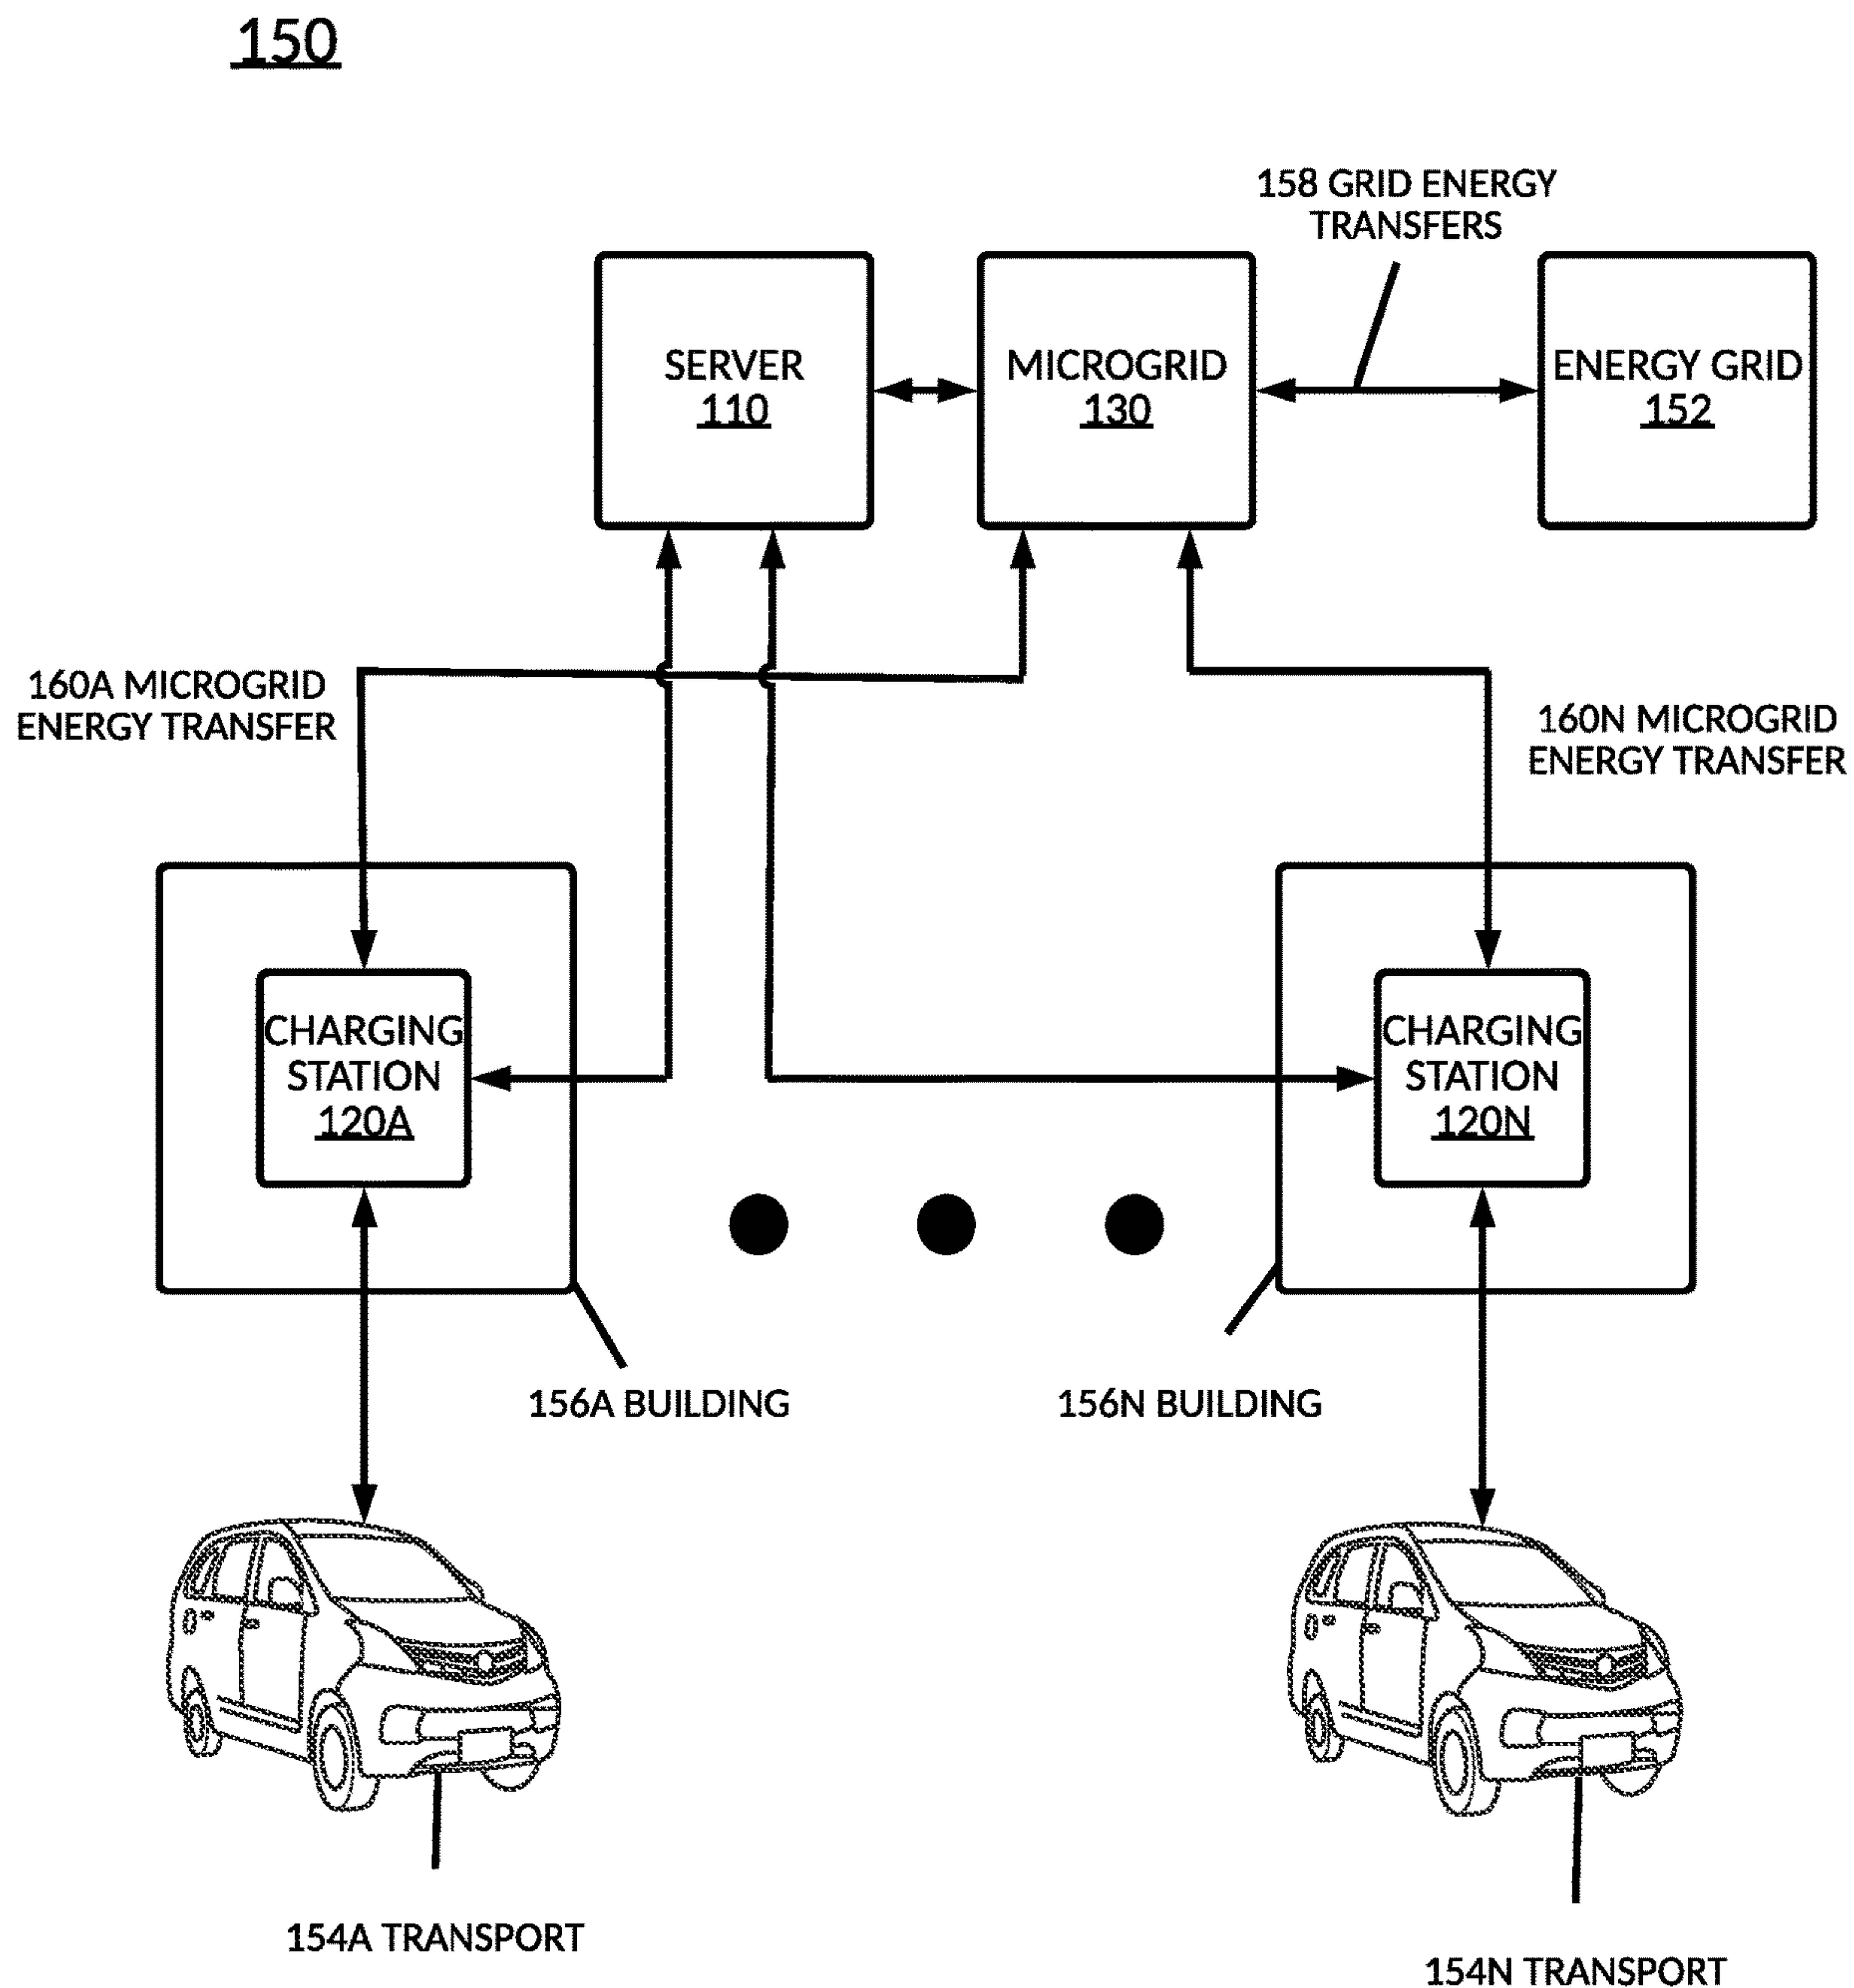 150
158 GRID ENERGY
TRANSFERS
SERVER
110
MICROGRID
130
ENERGY GRID
152
160A MICROGRID
ENERGY TRANSFER
160N MICROGRID
ENERGY TRANSFER
CHARGING
STATION
120A
CHARGING
STATION
120N
156A BUILDING
156N BUILDING
154A TRANSPORT
154N TRANSPORT